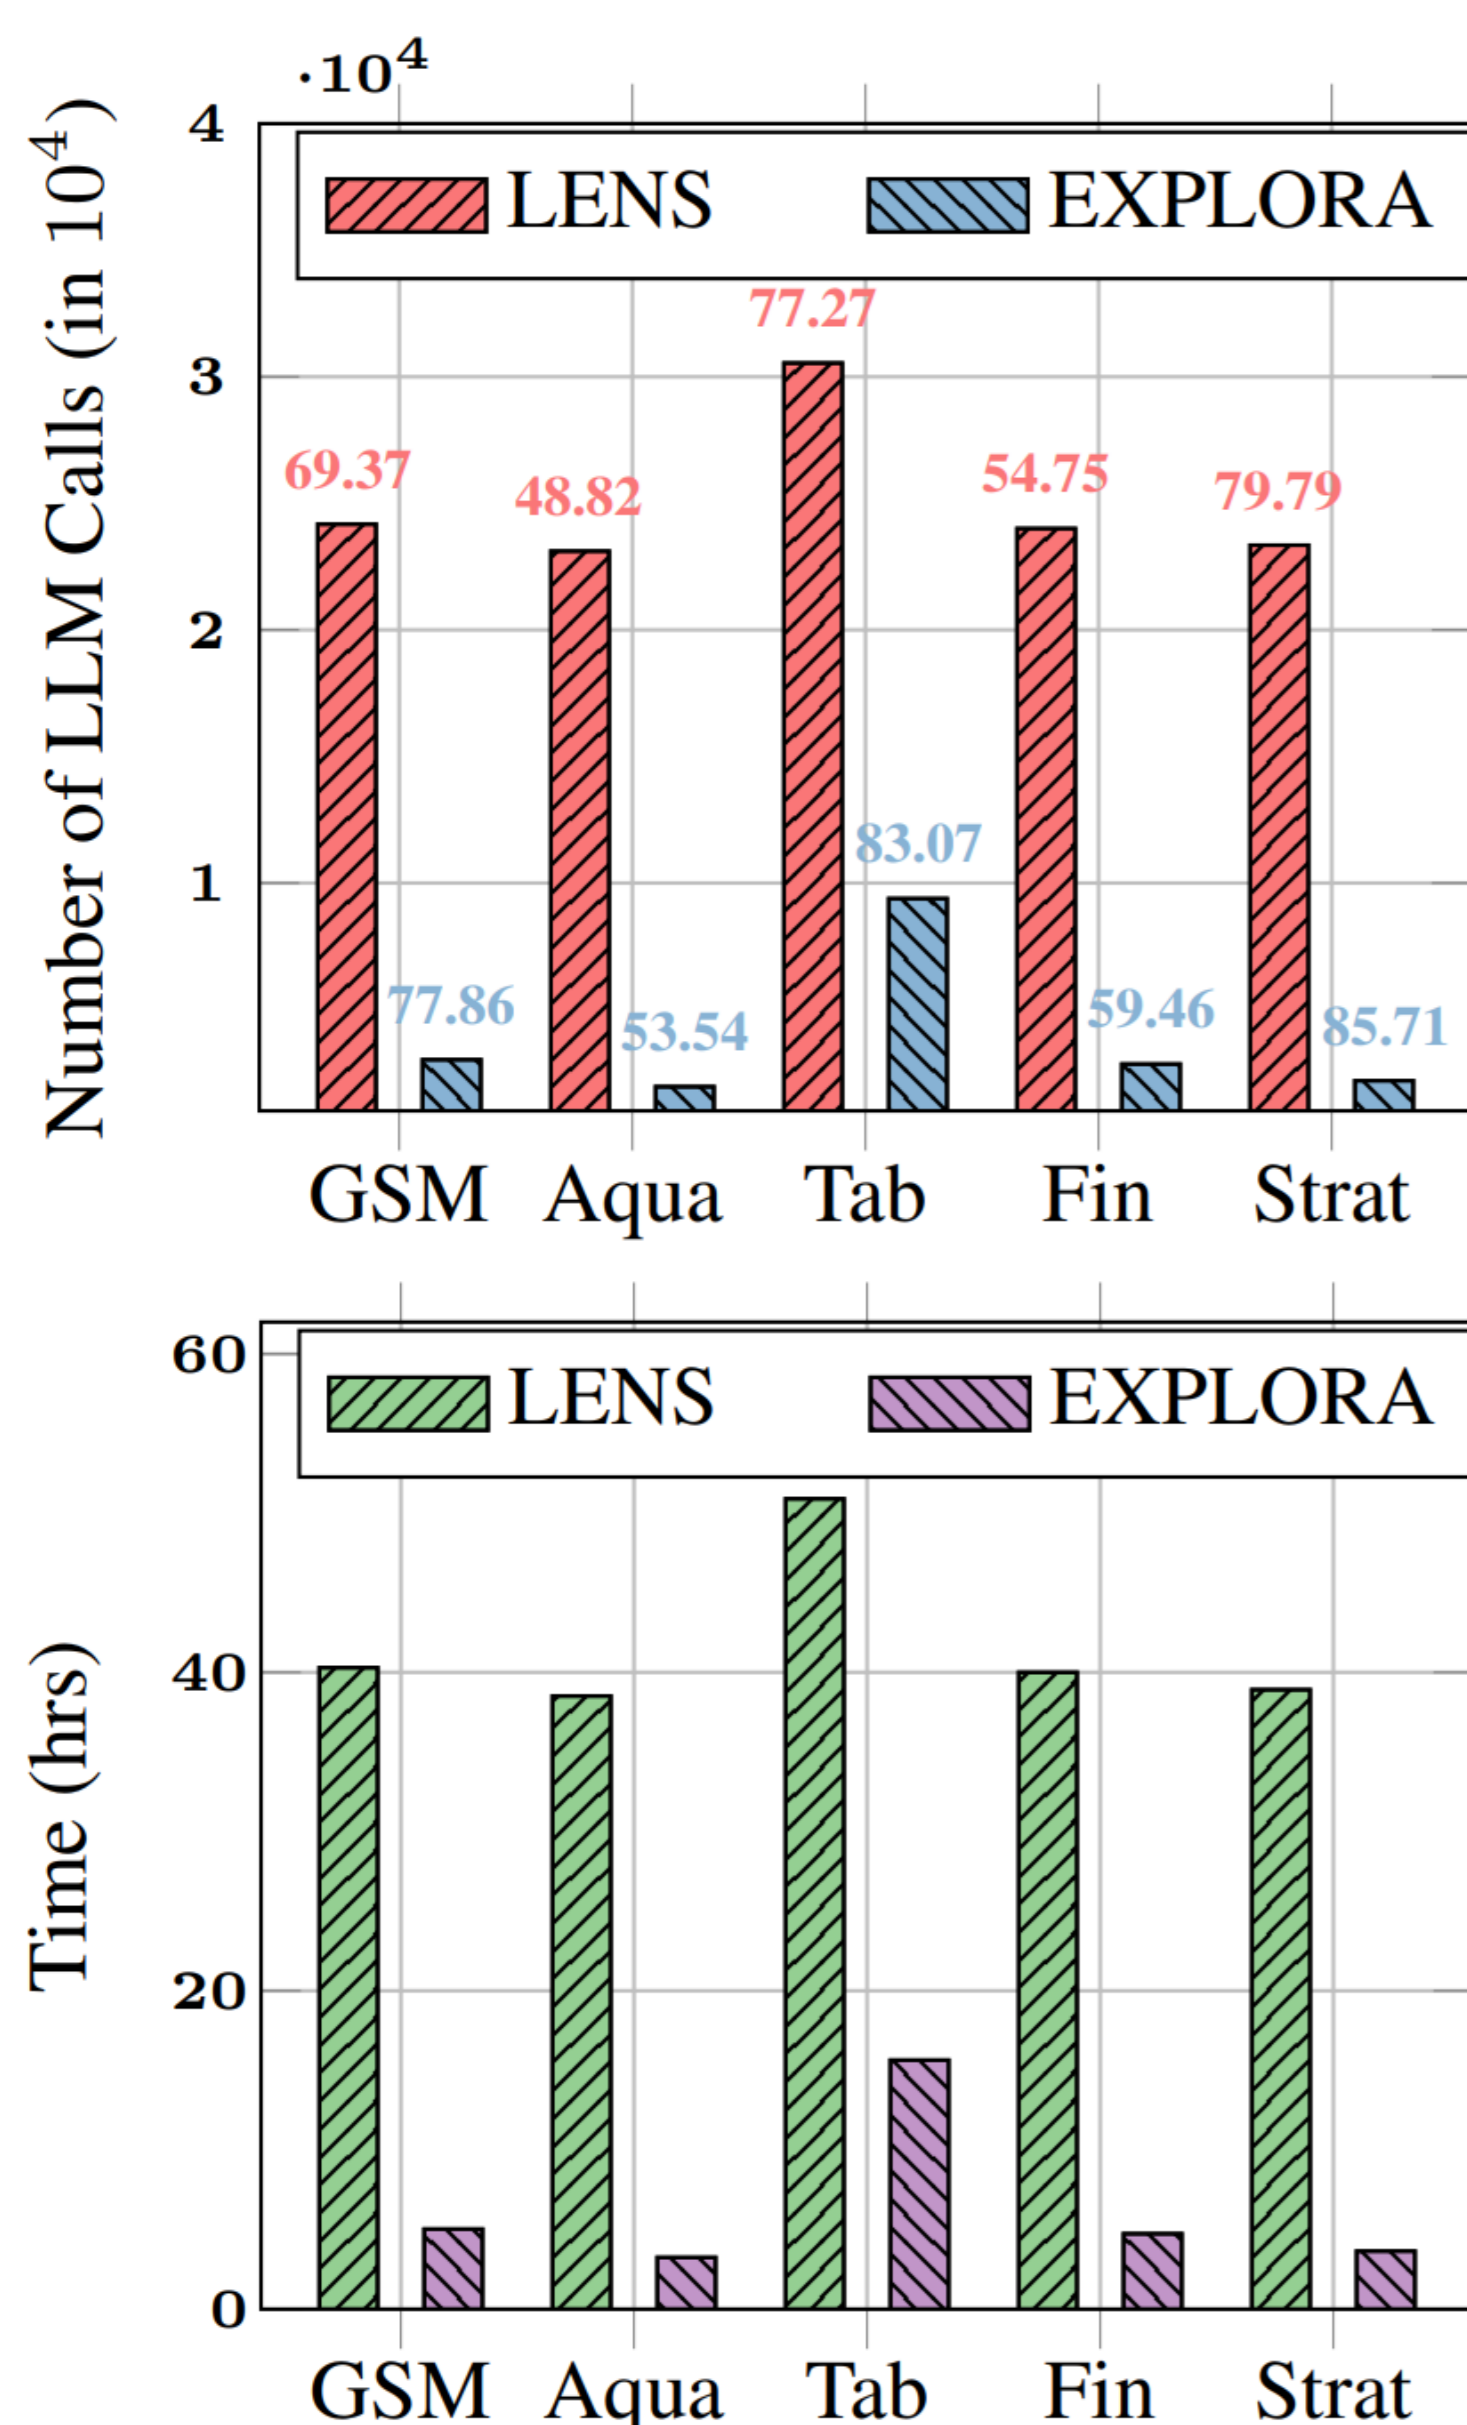 ·10⁴
Number of LLM Calls (in 10⁴)
4
3
2
1
LENS EXPLORA
77.27
69.37 48.82 54.75 79.79
83.07
77.86 53.54 59.46 85.71
GSM Aqua Tab Fin Strat
Time (hrs)
60
40
20
0
LENS EXPLORA
GSM Aqua Tab Fin Strat